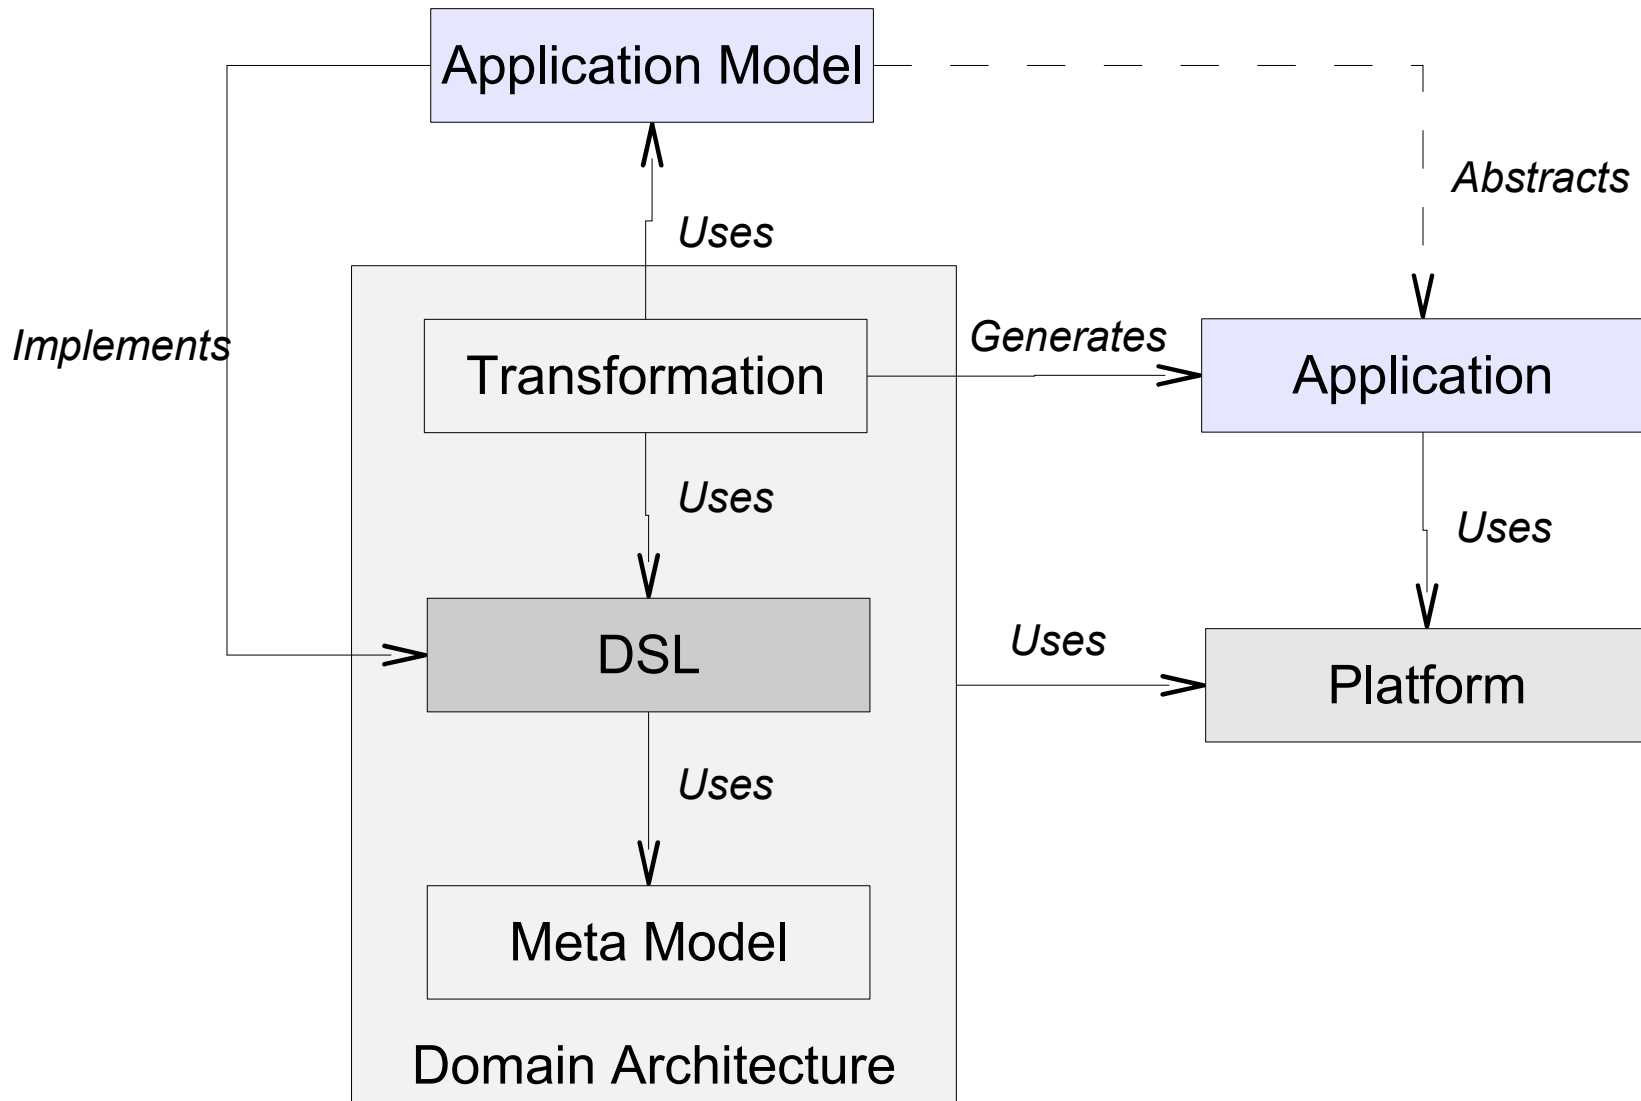 Application Model
Abstracts
Uses
Implements
Generates
Transformation
Application
Uses
Uses
Uses
DSL
Platform
Uses
Meta Model
Domain Architecture